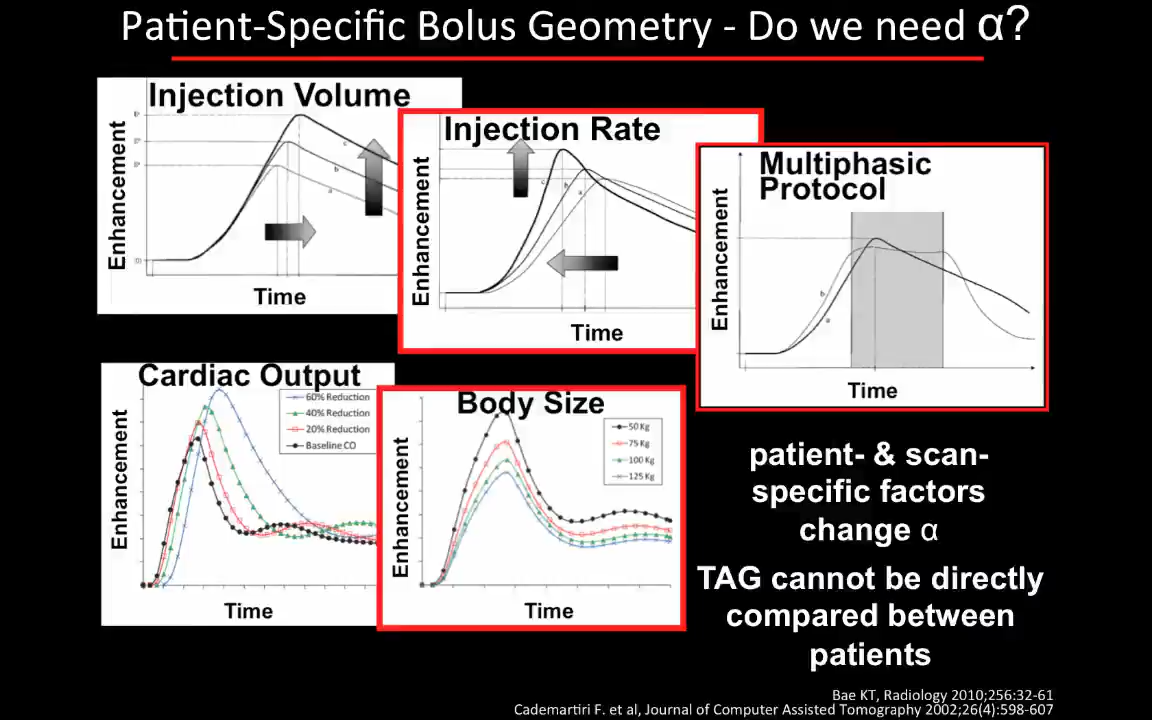 Patient-Specific Bolus Geometry - Do we need α?
Injection Volume
Enhancement
c
b
a
Time
Injection Rate
Enhancement
c
b
a
Time
Multiphasic
Protocol
Enhancement
b
a
Time
Cardiac Output
Enhancement
60% Reduction
40% Reduction
20% Reduction
Baseline CO
Time
Body Size
Enhancement
50 Kg
75 Kg
100 Kg
125 Kg
Time
patient- & scan-
specific factors
change α
TAG cannot be directly
compared between
patients
Bae KT, Radiology 2010;256:32-61
Cademartiri F. et al, Journal of Computer Assisted Tomography 2002;26(4):598-607